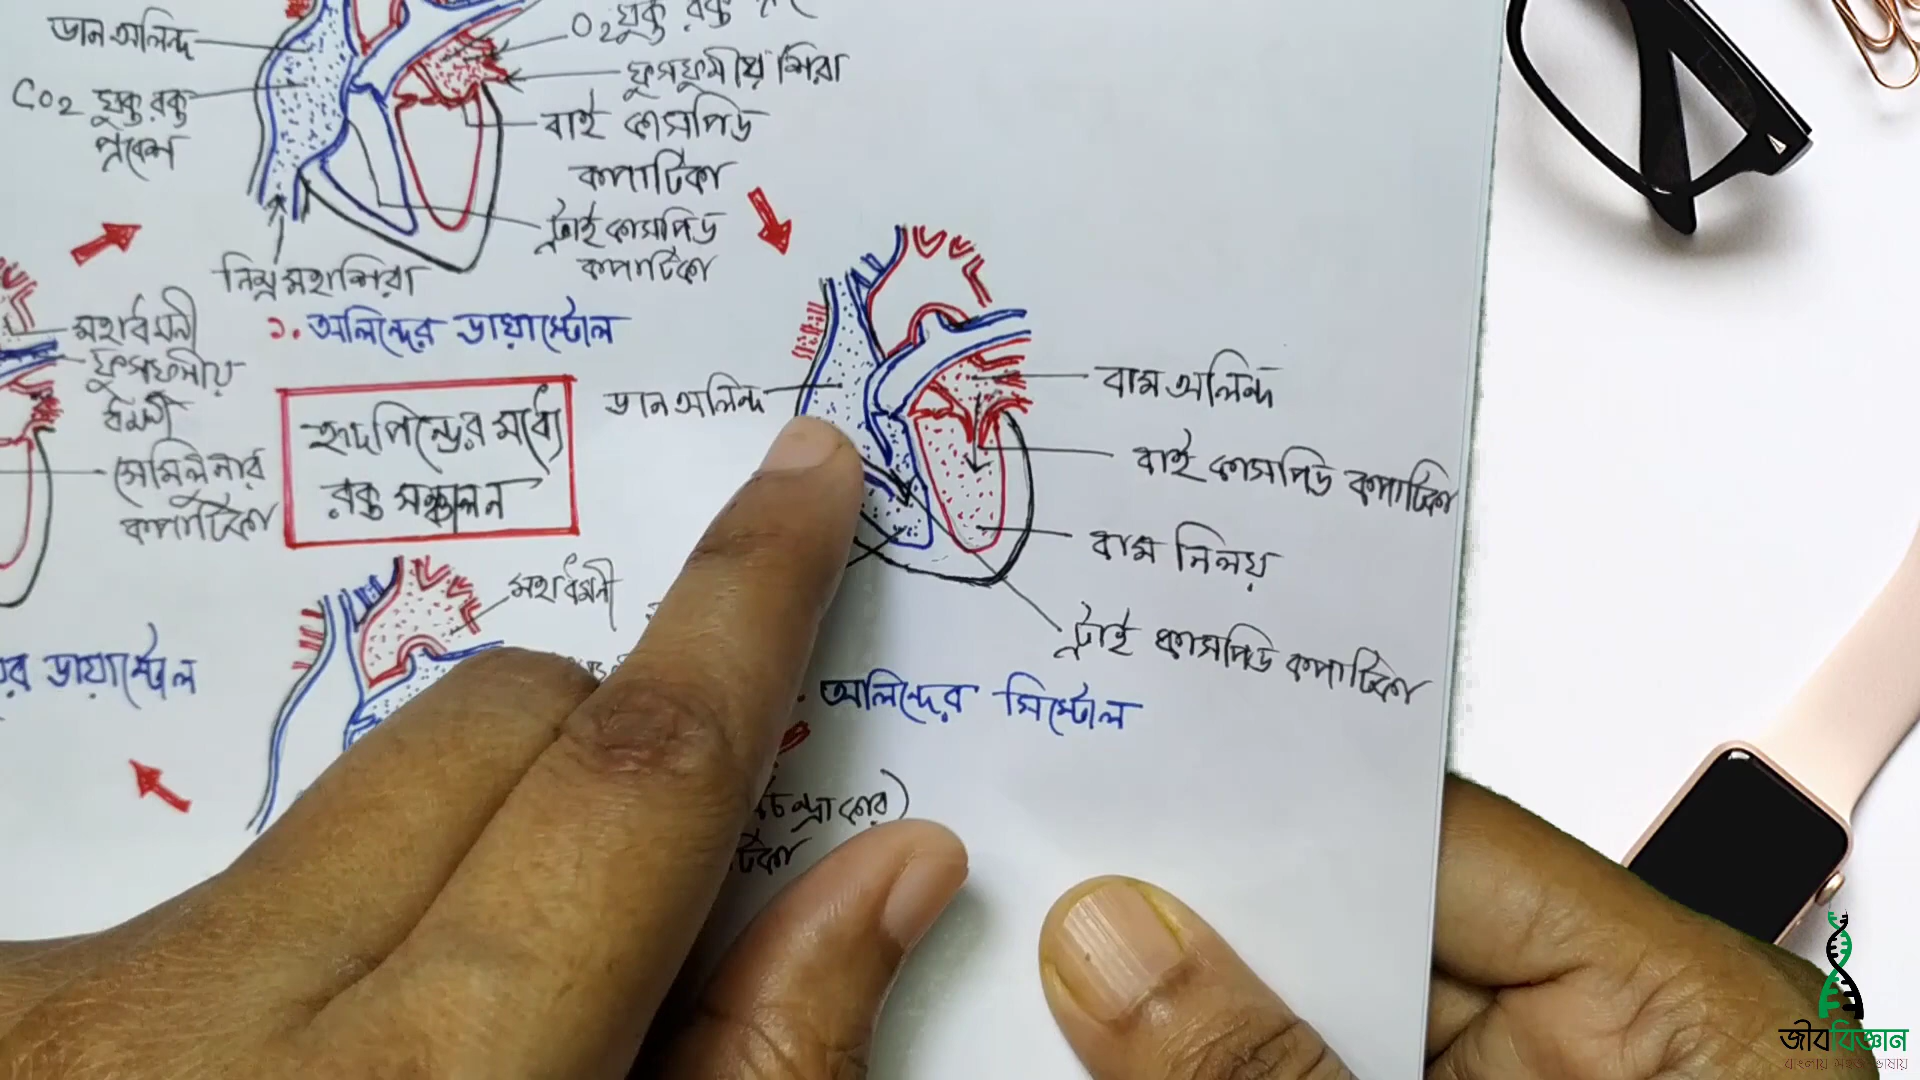 ডান অলিন্দ
CO₂ যুক্ত রক্ত
প্রবেশ
O₂ যুক্ত রক্ত
ফুসফুসীয় শিরা
বাই কাসপিড
কপাটিকা
ট্রাই কাসপিড
কপাটিকা
নিম্ন মহাশিরা
১. অলিন্দের ডায়াস্টোল
মহাধমনী
ফুসফুসীয়
ধমনী
সেমিলুনার
কপাটিকা
হৃদপিন্ডের মধ্যে
রক্ত সঞ্চালন
ডান অলিন্দ
বাম অলিন্দ
বাই কাসপিড কপাটিকা
বাম নিলয়
ট্রাই কাসপিড কপাটিকা
অলিন্দের সিস্টোল
মহাধমনী
ডায়াস্টোল
জীববিজ্ঞান